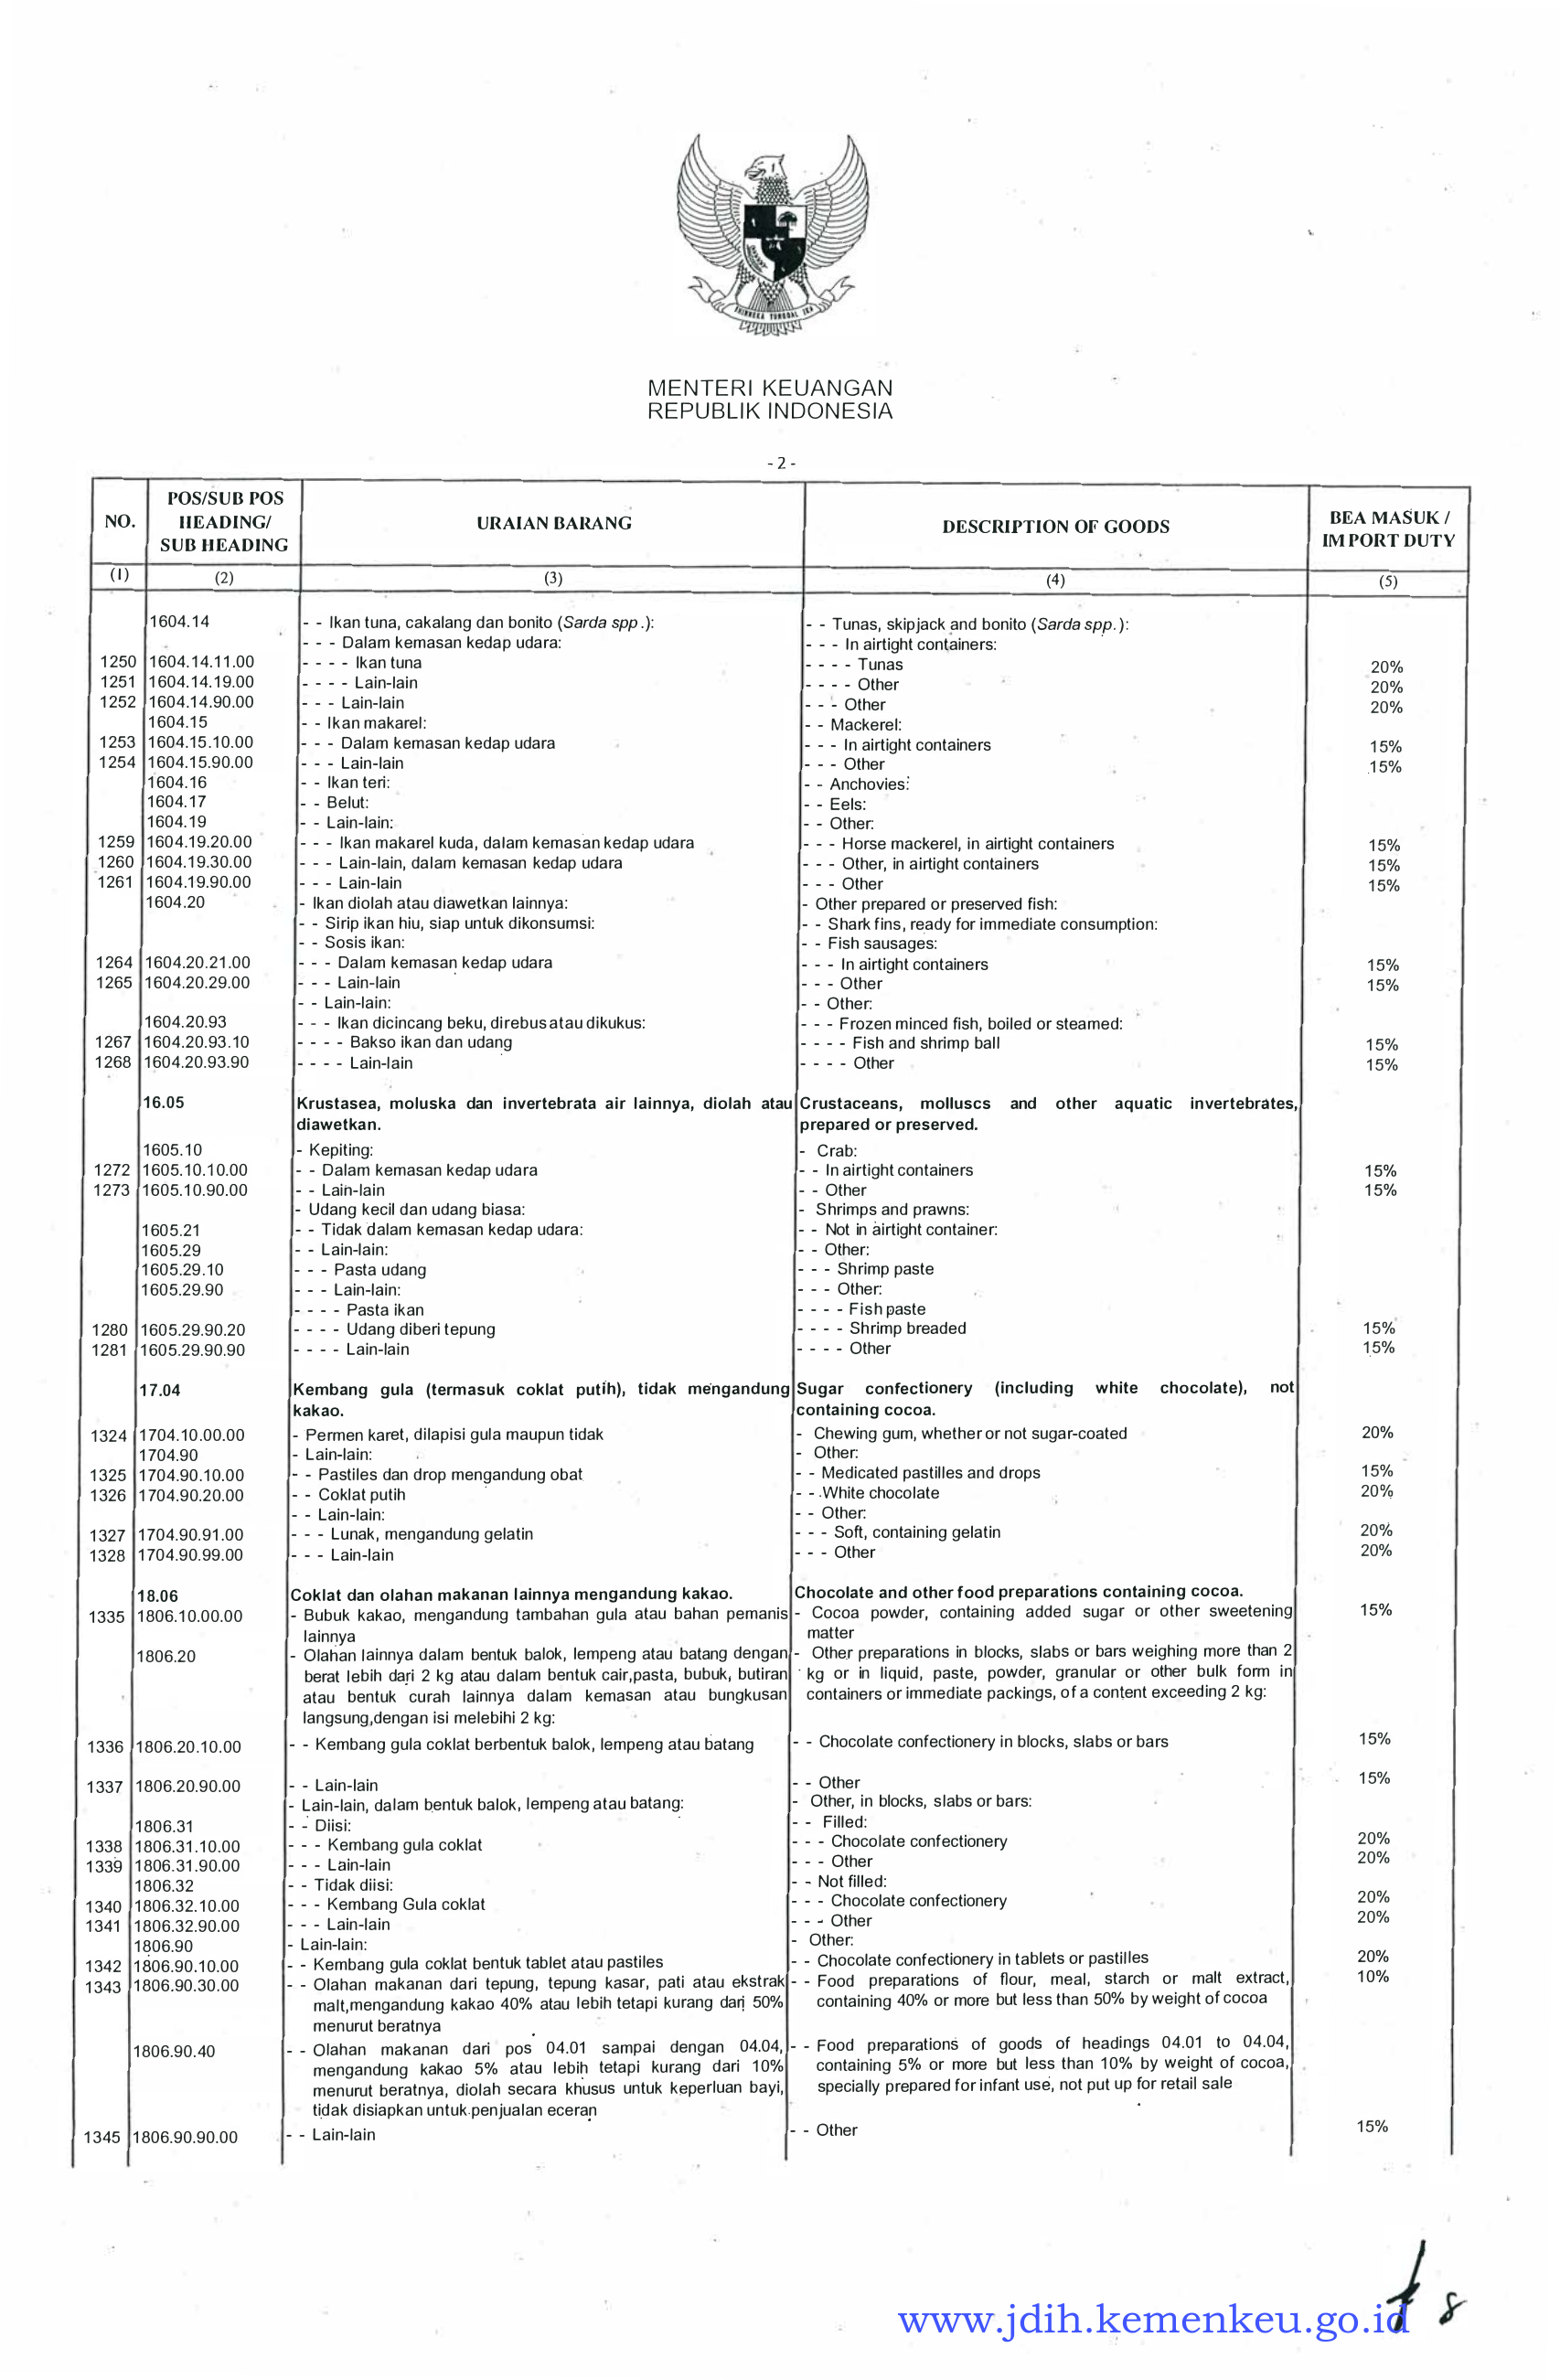 BHINNEKA TUNGGAL IKA
MENTERI KEUANGAN
REPUBLIK INDONESIA
- 2 -
NO. | POS/SUB POS HEADING/ SUB HEADING | URAIAN BARANG | DESCRIPTION OF GOODS | BEA MASUK / IMPORT DUTY
(1) (2) (3) (4) (5)
1604.14 - - Ikan tuna, cakalang dan bonito (Sarda spp.): - - Tunas, skipjack and bonito (Sarda spp.):
- - - Dalam kemasan kedap udara: - - - In airtight containers:
1250 1604.14.11.00 - - - - Ikan tuna - - - - Tunas 20%
1251 1604.14.19.00 - - - - Lain-lain - - - - Other 20%
1252 1604.14.90.00 - - - Lain-lain - - - Other 20%
1604.15 - - Ikan makarel: - - Mackerel:
1253 1604.15.10.00 - - - Dalam kemasan kedap udara - - - In airtight containers 15%
1254 1604.15.90.00 - - - Lain-lain - - - Other 15%
1604.16 - - Ikan teri: - - Anchovies:
1604.17 - - Belut: - - Eels:
1604.19 - - Lain-lain: - - Other:
1259 1604.19.20.00 - - - Ikan makarel kuda, dalam kemasan kedap udara - - - Horse mackerel, in airtight containers 15%
1260 1604.19.30.00 - - - Lain-lain, dalam kemasan kedap udara - - - Other, in airtight containers 15%
1261 1604.19.90.00 - - - Lain-lain - - - Other 15%
1604.20 - Ikan diolah atau diawetkan lainnya: - Other prepared or preserved fish:
- - Sirip ikan hiu, siap untuk dikonsumsi: - - Shark fins, ready for immediate consumption:
- - Sosis ikan: - - Fish sausages:
1264 1604.20.21.00 - - - Dalam kemasan kedap udara - - - In airtight containers 15%
1265 1604.20.29.00 - - - Lain-lain - - - Other 15%
- - Lain-lain: - - Other:
1604.20.93 - - - Ikan dicincang beku, direbus atau dikukus: - - - Frozen minced fish, boiled or steamed:
1267 1604.20.93.10 - - - - Bakso ikan dan udang - - - - Fish and shrimp ball 15%
1268 1604.20.93.90 - - - - Lain-lain - - - - Other 15%
16.05 Krustasea, moluska dan invertebrata air lainnya, diolah atau Crustaceans, molluscs and other aquatic invertebrates,
diawetkan. prepared or preserved.
1605.10 - Kepiting: - Crab:
1272 1605.10.10.00 - - Dalam kemasan kedap udara - - In airtight containers 15%
1273 1605.10.90.00 - - Lain-lain - - Other 15%
- Udang kecil dan udang biasa: - Shrimps and prawns:
1605.21 - - Tidak dalam kemasan kedap udara: - - Not in airtight container:
1605.29 - - Lain-lain: - - Other:
1605.29.10 - - - Pasta udang - - - Shrimp paste
1605.29.90 - - - Lain-lain: - - - Other:
- - - - Pasta ikan - - - - Fish paste
1280 1605.29.90.20 - - - - Udang diberi tepung - - - - Shrimp breaded 15%
1281 1605.29.90.90 - - - - Lain-lain - - - - Other 15%
17.04 Kembang gula (termasuk coklat putih), tidak mengandung Sugar confectionery (including white chocolate), not
kakao. containing cocoa.
1324 1704.10.00.00 - Permen karet, dilapisi gula maupun tidak - Chewing gum, whether or not sugar-coated 20%
1704.90 - Lain-lain: - Other:
1325 1704.90.10.00 - - Pastiles dan drop mengandung obat - - Medicated pastilles and drops 15%
1326 1704.90.20.00 - - Coklat putih - - White chocolate 20%
- - Lain-lain: - - Other:
1327 1704.90.91.00 - - - Lunak, mengandung gelatin - - - Soft, containing gelatin 20%
1328 1704.90.99.00 - - - Lain-lain - - - Other 20%
18.06 Coklat dan olahan makanan lainnya mengandung kakao. Chocolate and other food preparations containing cocoa.
1335 1806.10.00.00 - Bubuk kakao, mengandung tambahan gula atau bahan pemanis - Cocoa powder, containing added sugar or other sweetening 15%
lainnya matter
1806.20 - Olahan lainnya dalam bentuk balok, lempeng atau batang dengan - Other preparations in blocks, slabs or bars weighing more than 2
berat lebih dari 2 kg atau dalam bentuk cair,pasta, bubuk, butiran kg or in liquid, paste, powder, granular or other bulk form in
atau bentuk curah lainnya dalam kemasan atau bungkusan containers or immediate packings, of a content exceeding 2 kg:
langsung,dengan isi melebihi 2 kg:
1336 1806.20.10.00 - - Kembang gula coklat berbentuk balok, lempeng atau batang - - Chocolate confectionery in blocks, slabs or bars 15%
1337 1806.20.90.00 - - Lain-lain - - Other 15%
- Lain-lain, dalam bentuk balok, lempeng atau batang: - Other, in blocks, slabs or bars:
1806.31 - - Diisi: - - Filled:
1338 1806.31.10.00 - - - Kembang gula coklat - - - Chocolate confectionery 20%
1339 1806.31.90.00 - - - Lain-lain - - - Other 20%
1806.32 - - Tidak diisi: - - Not filled:
1340 1806.32.10.00 - - - Kembang Gula coklat - - - Chocolate confectionery 20%
1341 1806.32.90.00 - - - Lain-lain - - - Other 20%
1806.90 - Lain-lain: - Other:
1342 1806.90.10.00 - - Kembang gula coklat bentuk tablet atau pastiles - - Chocolate confectionery in tablets or pastilles 20%
1343 1806.90.30.00 - - Olahan makanan dari tepung, tepung kasar, pati atau ekstrak - - Food preparations of flour, meal, starch or malt extract, 10%
malt,mengandung kakao 40% atau lebih tetapi kurang dari 50% containing 40% or more but less than 50% by weight of cocoa
menurut beratnya
1806.90.40 - - Olahan makanan dari pos 04.01 sampai dengan 04.04, - - Food preparations of goods of headings 04.01 to 04.04,
mengandung kakao 5% atau lebih tetapi kurang dari 10% containing 5% or more but less than 10% by weight of cocoa,
menurut beratnya, diolah secara khusus untuk keperluan bayi, specially prepared for infant use, not put up for retail sale
tidak disiapkan untuk penjualan eceran
1345 1806.90.90.00 - - Lain-lain - - Other 15%
www.jdih.kemenkeu.go.id